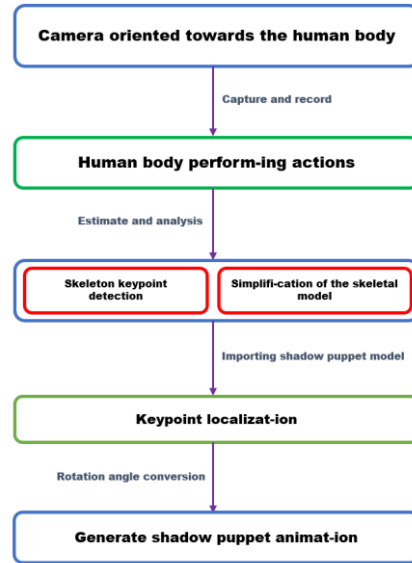 Camera oriented towards the human body
Capture and record
Human body perform-ing actions
Estimate and analysis
Skeleton keypoint
detection
Simplifi-cation of the skeletal
model
Importing shadow puppet model
Keypoint localizat-ion
Rotation angle conversion
Generate shadow puppet animat-ion